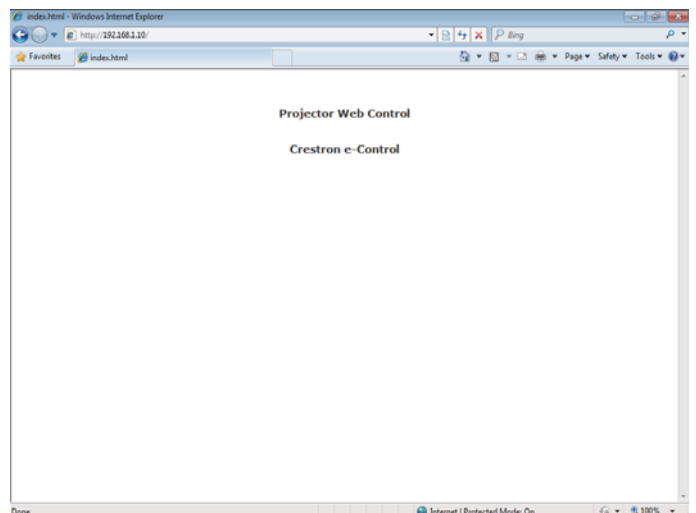 index.html - Windows Internet Explorer
http://192.168.1.10/
Bing
Favorites
index.html
Page
Safety
Tools
Projector Web Control
Crestron e-Control
Done
Internet | Protected Mode: On
100%